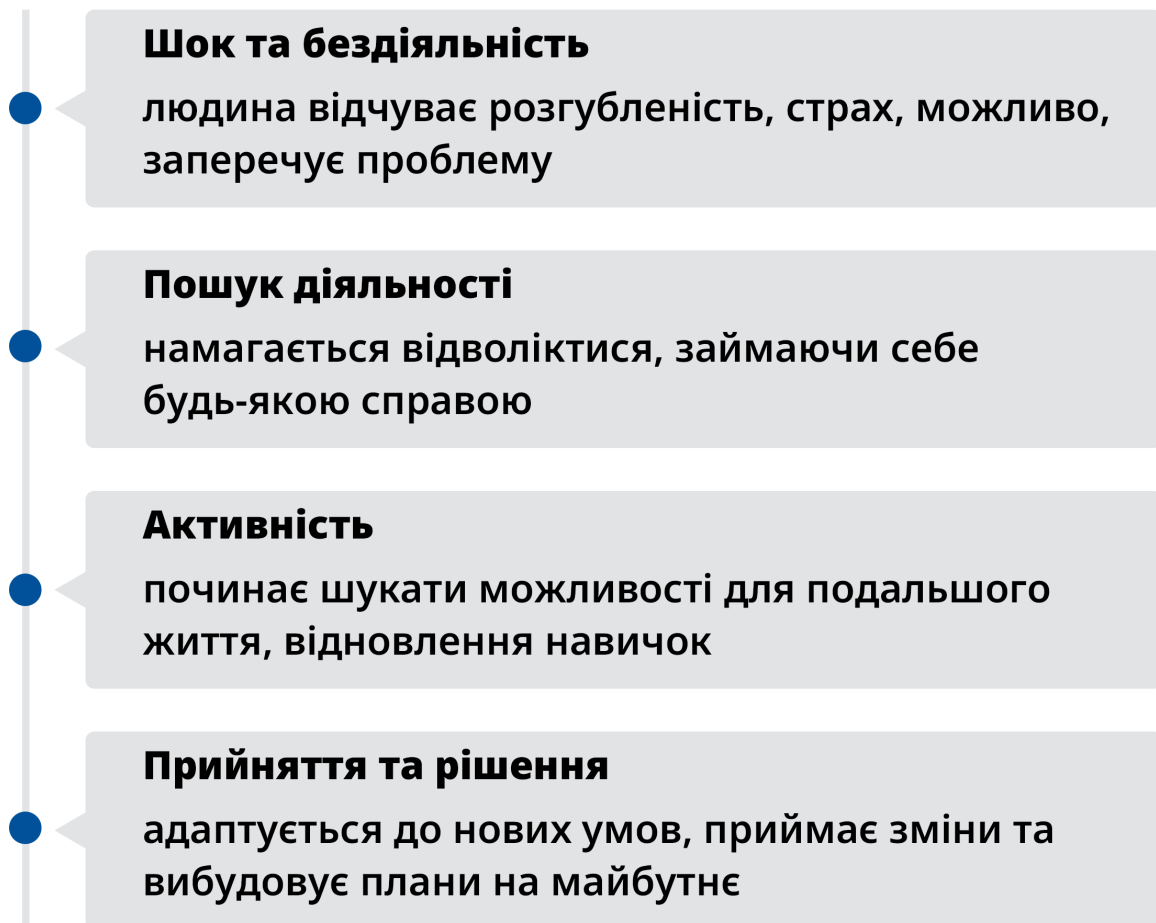 Шок та бездіяльність
людина відчуває розгубленість, страх, можливо,
заперечує проблему
Пошук діяльності
намагається відволіктися, займаючи себе
будь-якою справою
Активність
починає шукати можливості для подальшого
життя, відновлення навичок
Прийняття та рішення
адаптується до нових умов, приймає зміни та
вибудовує плани на майбутнє